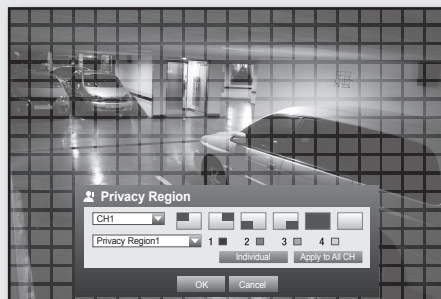 Privacy Region
CH1
Privacy Region1 1 2 3 4
Individual Apply to All CH
OK Cancel